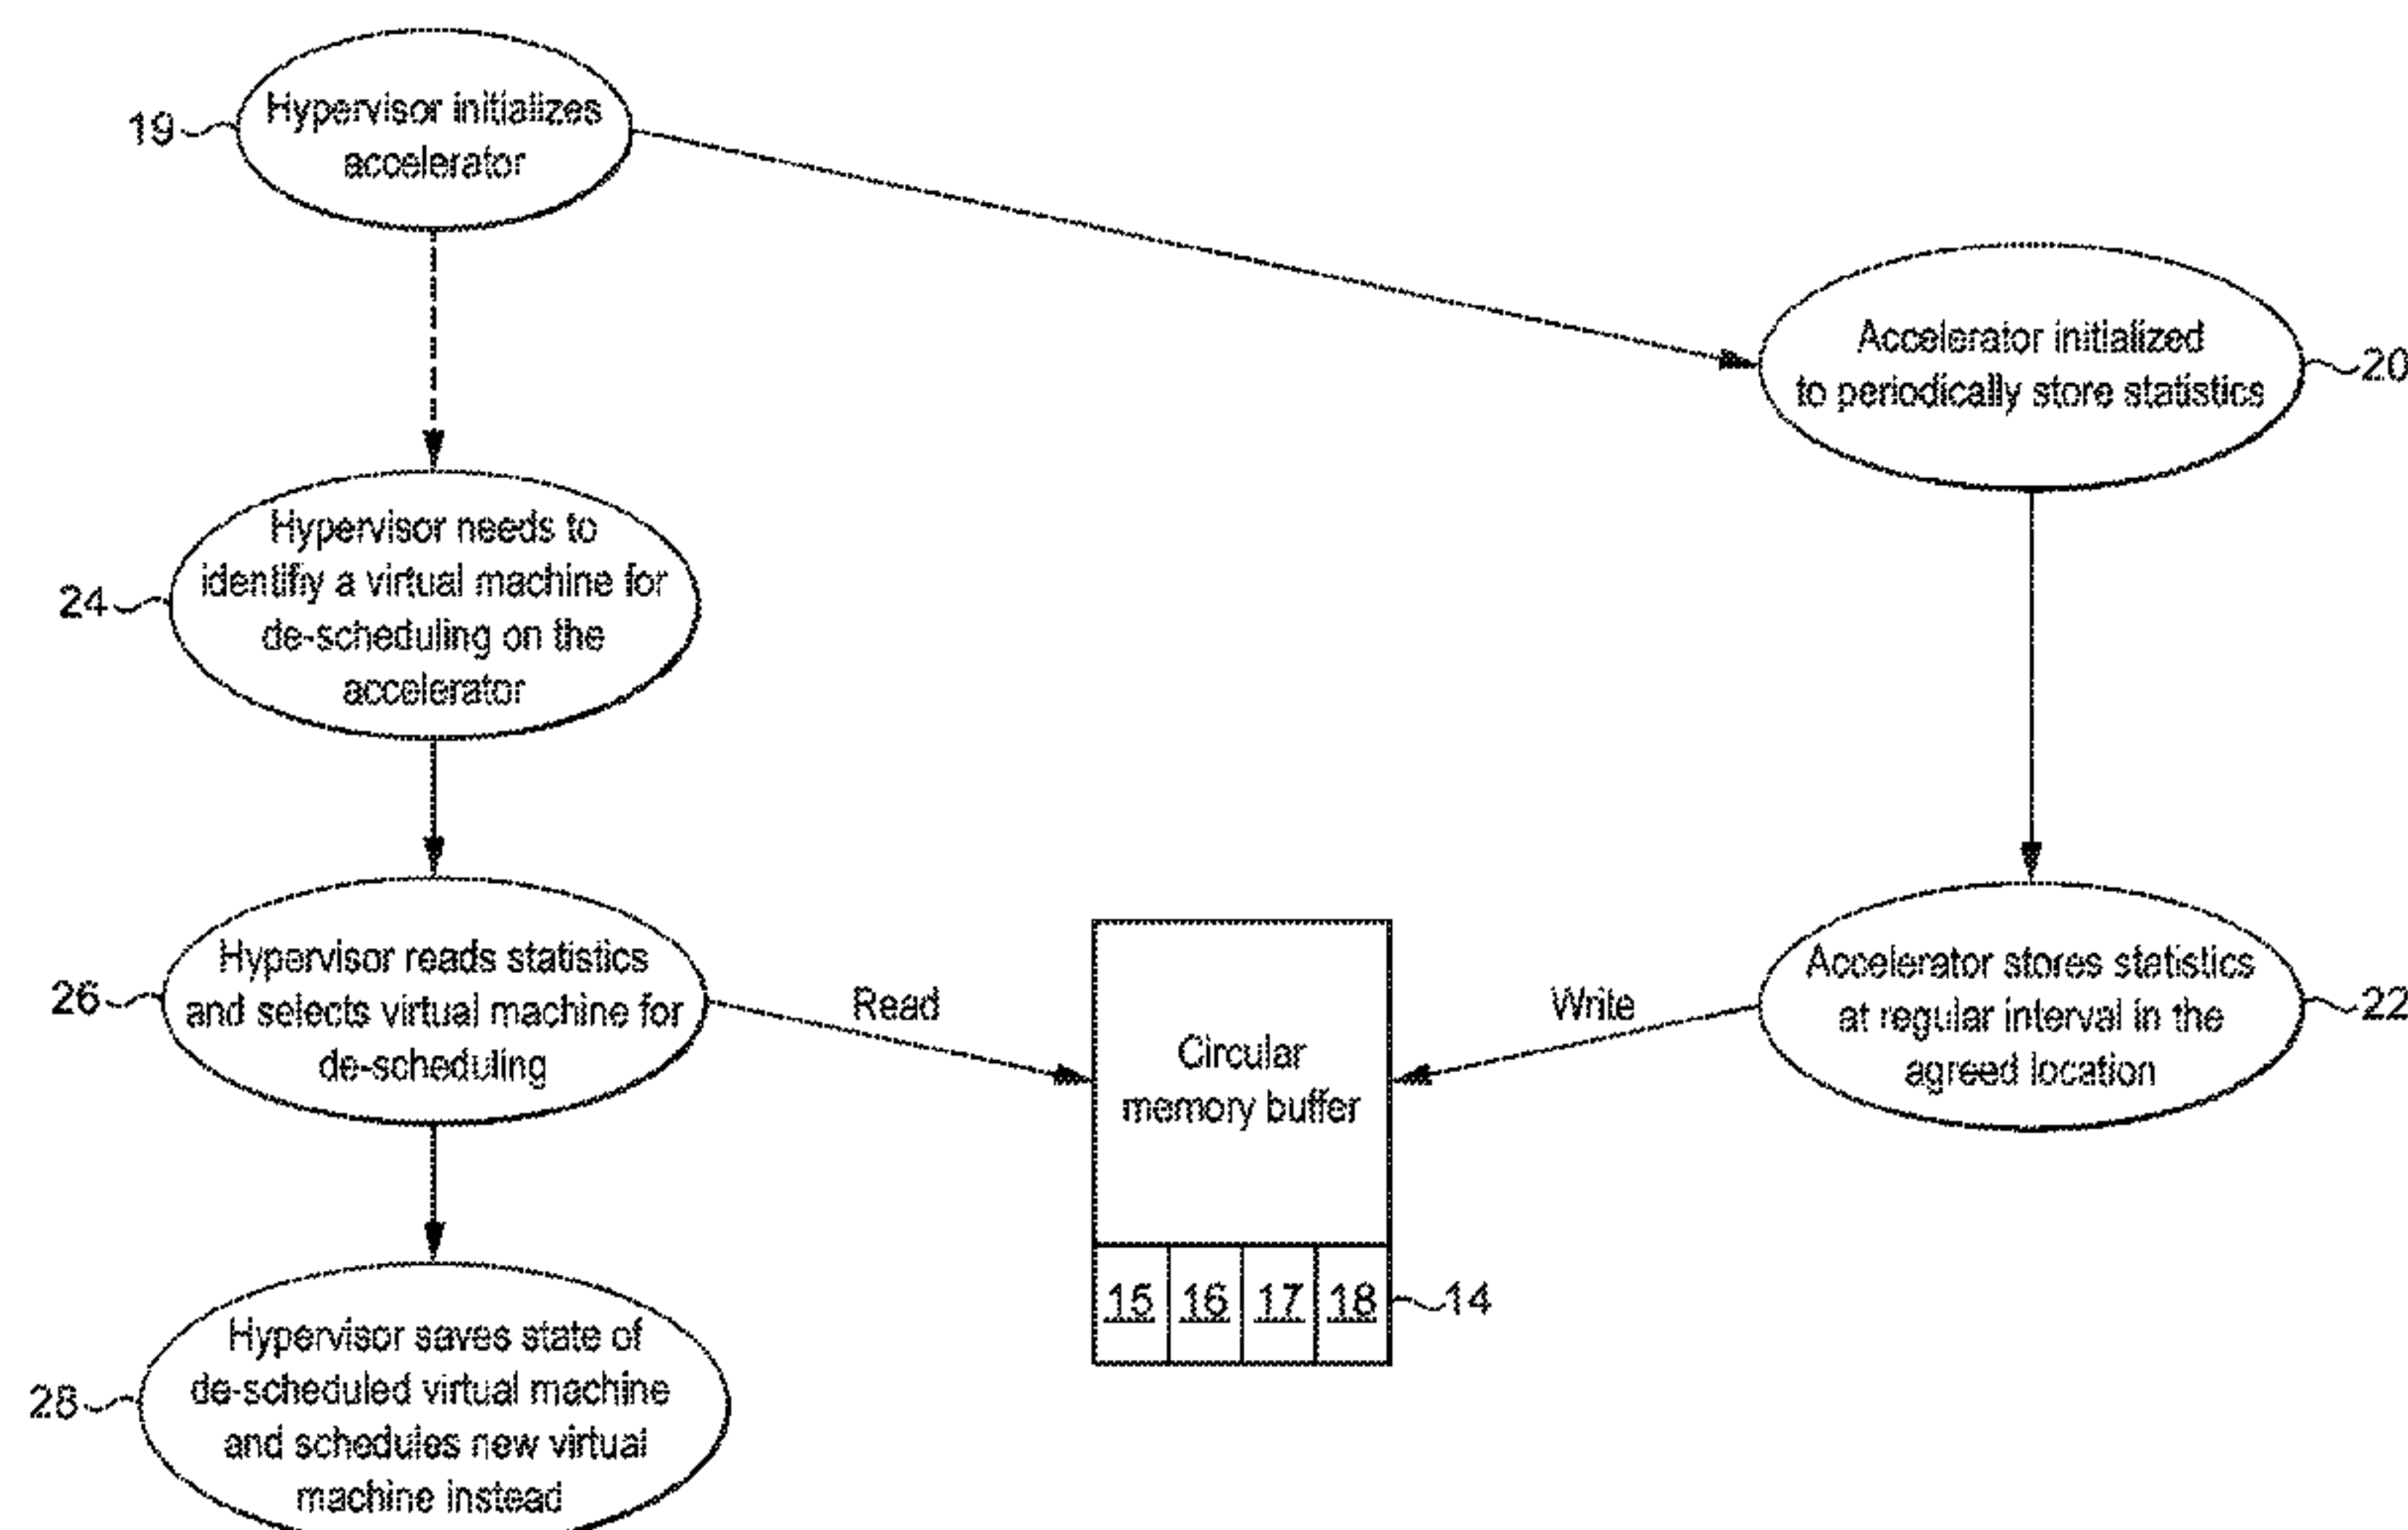 19
Hypervisor initializes
accelerator
Accelerator initialized
to periodically store statistics
20
24
Hypervisor needs to
identifiy a virtual machine for
de-scheduling on the
accelerator
26
Hypervisor reads statistics
and selects virtual machine for
de-scheduling
Read
Circular
memory buffer
15 16 17 18
14
Write
Accelerator stores statistics
at regular interval in the
agreed location
22
28
Hypervisor saves state of
de-scheduled virtual machine
and schedules new virtual
machine instead